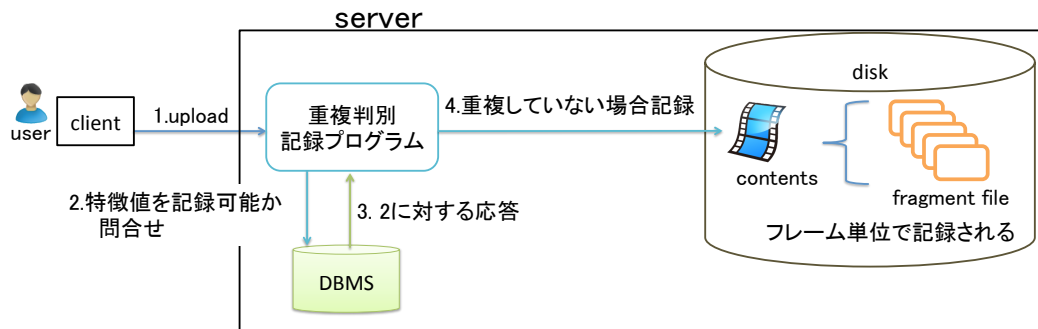 server
user
client
1.upload
重複判別
記録プログラム
4.重複していない場合記録
disk
contents
fragment file
フレーム単位で記録される
2.特徴値を記録可能か
問合せ
3. 2に対する応答
DBMS